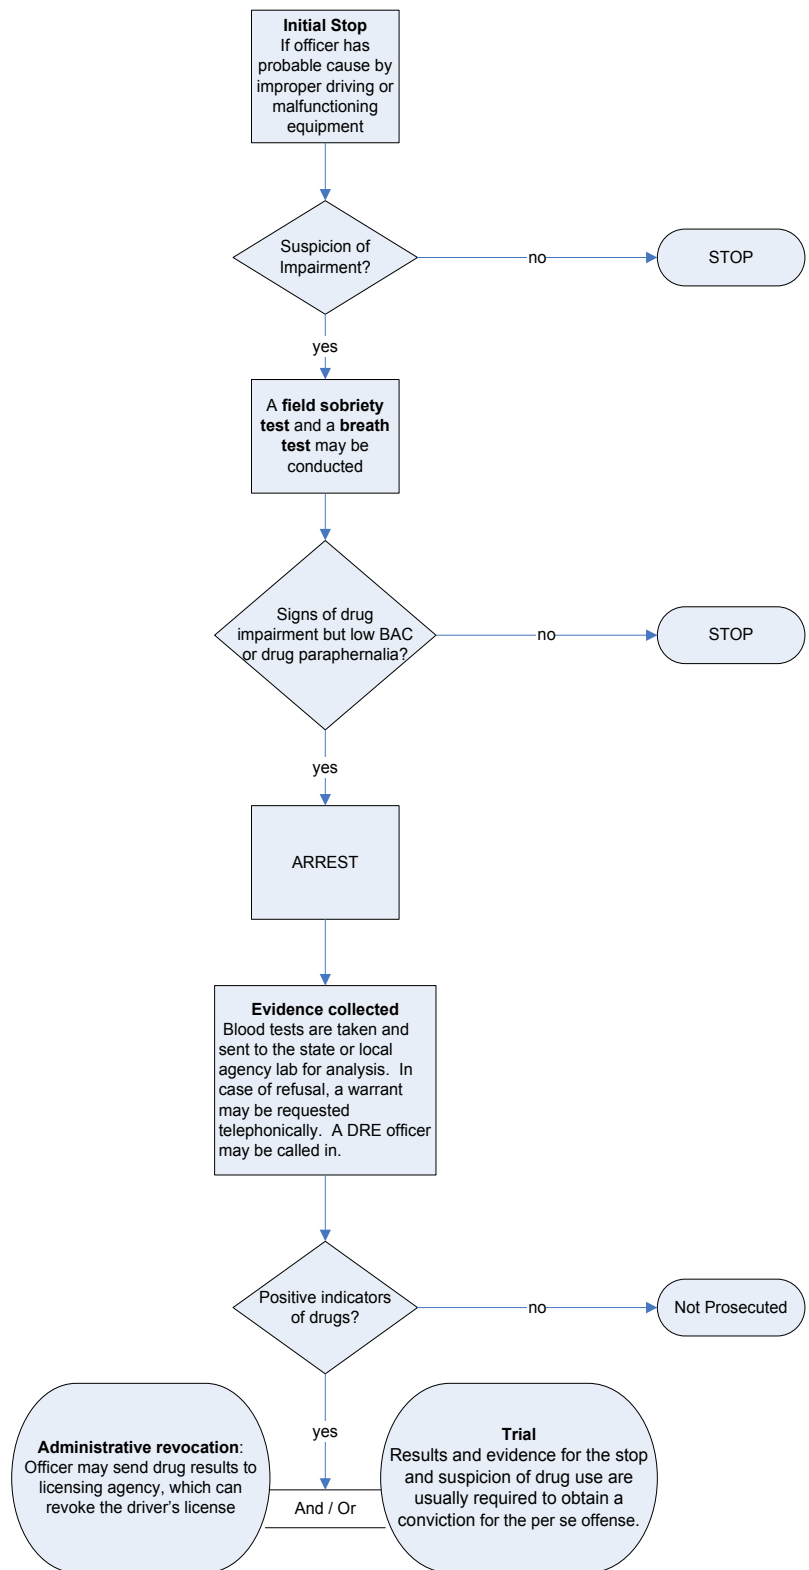 Initial Stop
If officer has
probable cause by
improper driving or
malfunctioning
equipment
Suspicion of
Impairment?
no
STOP
yes
A field sobriety
test and a breath
test may be
conducted
Signs of drug
impairment but low BAC
or drug paraphernalia?
no
STOP
yes
ARREST
Evidence collected
Blood tests are taken and
sent to the state or local
agency lab for analysis. In
case of refusal, a warrant
may be requested
telephonically. A DRE officer
may be called in.
Positive indicators
of drugs?
no
Not Prosecuted
yes
Administrative revocation:
Officer may send drug results to
licensing agency, which can
revoke the driver's license
And / Or
Trial
Results and evidence for the stop
and suspicion of drug use are
usually required to obtain a
conviction for the per se offense.